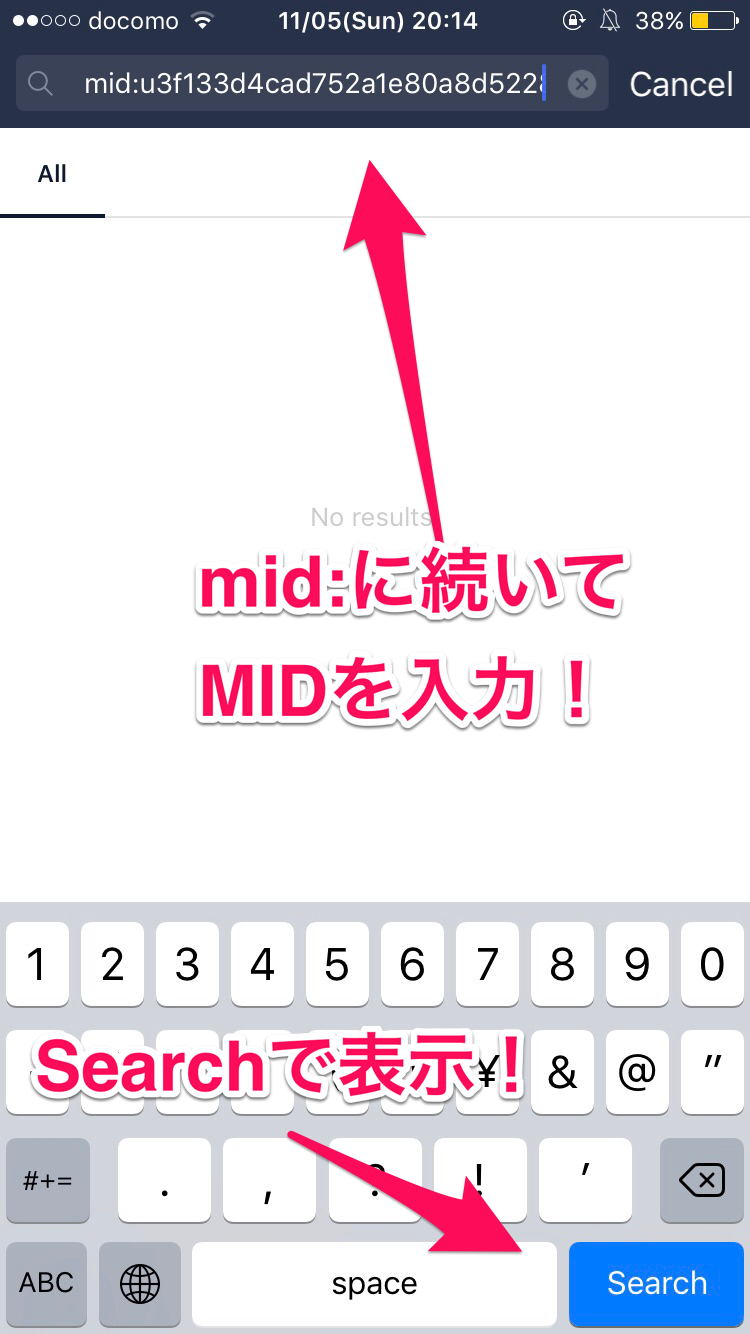 docomo 11/05(Sun) 20:14 38%
mid:u3f133d4cad752a1e80a8d5228 Cancel
All
No results
mid:に続いて
MIDを入力！
1 2 3 4 5 6 7 8 9 0
Searchで表示！
¥ & @ "
#+= . , ? ! ’
ABC space Search